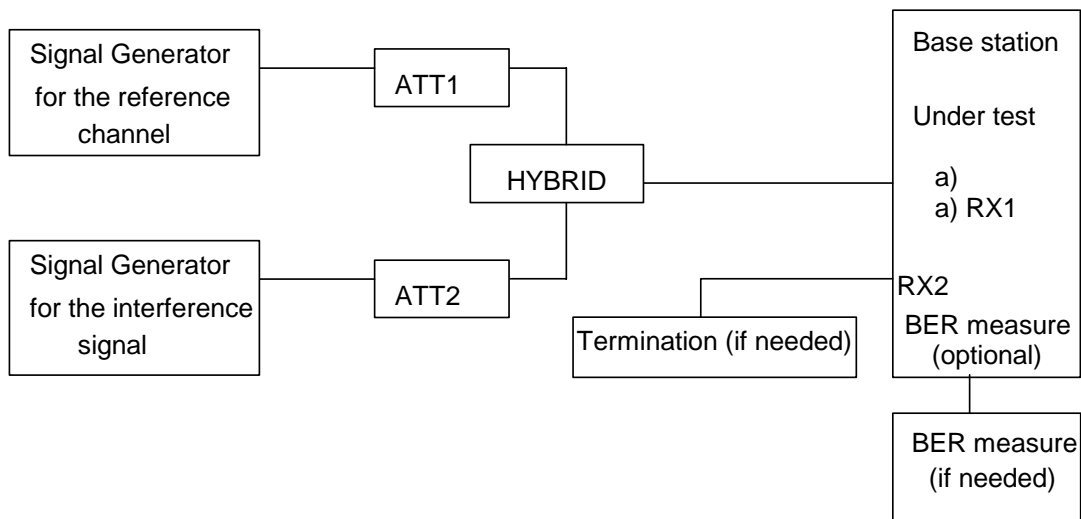 Signal Generator
for the reference
channel
ATT1
HYBRID
Signal Generator
for the interference
signal
ATT2
Termination (if needed)
Base station
Under test
a)
a) RX1
RX2
BER measure
(optional)
BER measure
(if needed)